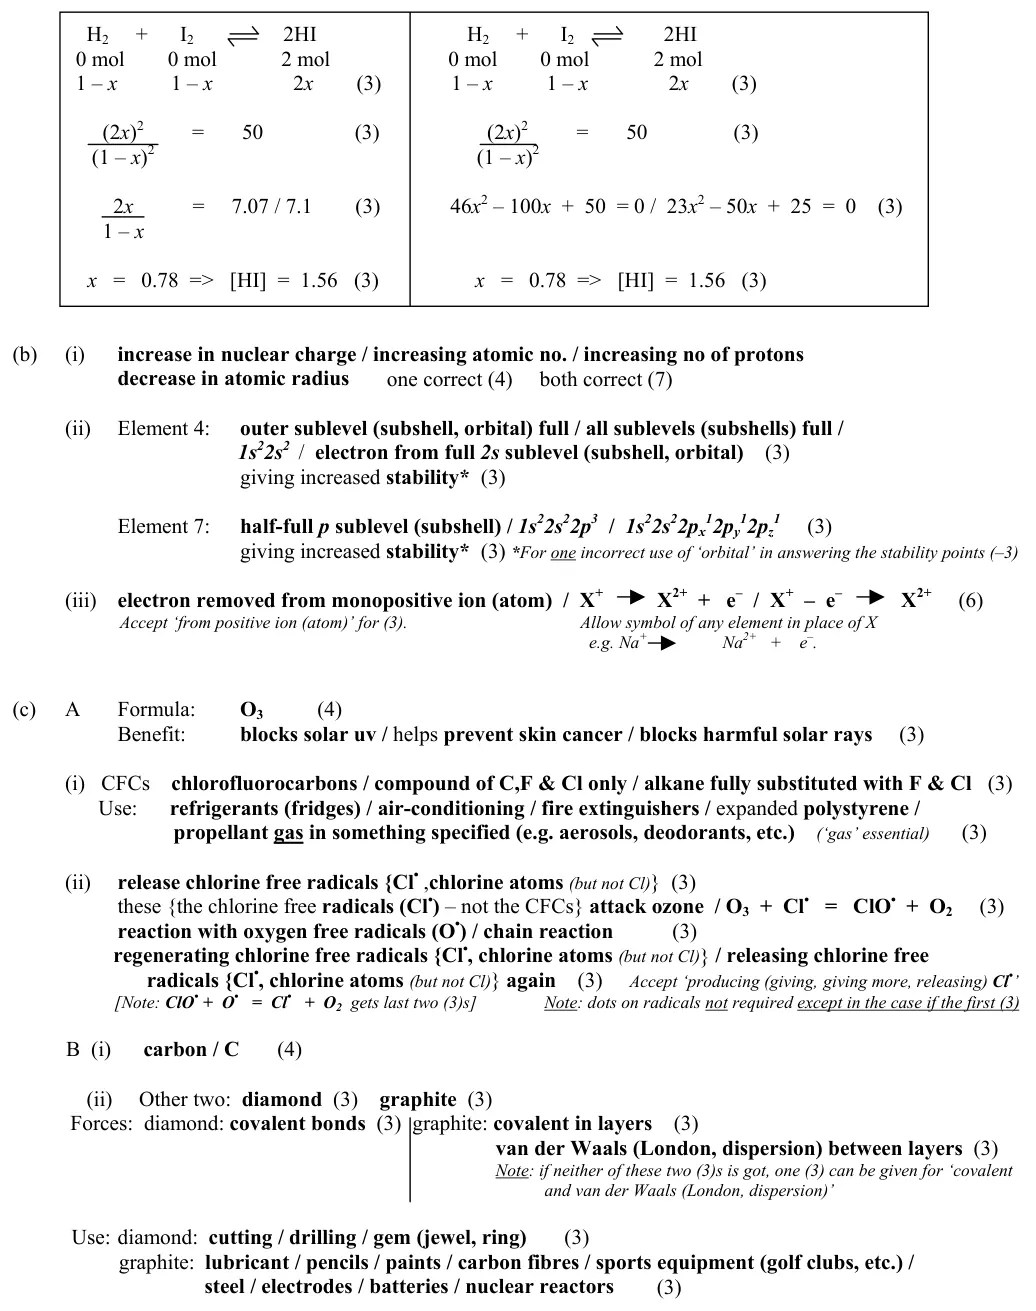 H₂ + I₂ ⇌ 2HI
0 mol 0 mol 2 mol
1 – x 1 – x 2x (3)
(2x)² = 50 (3)
(1 – x)²
2x = 7.07 / 7.1 (3)
1 – x
x = 0.78 => [HI] = 1.56 (3)
H₂ + I₂ ⇌ 2HI
0 mol 0 mol 2 mol
1 – x 1 – x 2x (3)
(2x)² = 50 (3)
(1 – x)²
46x² – 100x + 50 = 0 / 23x² – 50x + 25 = 0 (3)
x = 0.78 => [HI] = 1.56 (3)
(b) (i) increase in nuclear charge / increasing atomic no. / increasing no of protons
decrease in atomic radius one correct (4) both correct (7)
(ii) Element 4: outer sublevel (subshell, orbital) full / all sublevels (subshells) full /
1s²2s² / electron from full 2s sublevel (subshell, orbital) (3)
giving increased stability* (3)
Element 7: half-full p sublevel (subshell) / 1s²2s²2p³ / 1s²2s²2pₓ¹2p_y¹2p_z¹ (3)
giving increased stability* (3) *For one incorrect use of ‘orbital’ in answering the stability points (–3)
(iii) electron removed from monopositive ion (atom) / X⁺ → X²⁺ + e⁻ / X⁺ – e⁻ → X²⁺ (6)
Accept ‘from positive ion (atom)’ for (3). Allow symbol of any element in place of X
e.g. Na⁺ → Na²⁺ + e⁻.
(c) A Formula: O₃ (4)
Benefit: blocks solar uv / helps prevent skin cancer / blocks harmful solar rays (3)
(i) CFCs chlorofluorocarbons / compound of C,F & Cl only / alkane fully substituted with F & Cl (3)
Use: refrigerants (fridges) / air-conditioning / fire extinguishers / expanded polystyrene /
propellant gas in something specified (e.g. aerosols, deodorants, etc.) (‘gas’ essential) (3)
(ii) release chlorine free radicals {Cl• ,chlorine atoms (but not Cl)} (3)
these {the chlorine free radicals (Cl•) – not the CFCs} attack ozone / O₃ + Cl• = ClO• + O₂ (3)
reaction with oxygen free radicals (O•) / chain reaction (3)
regenerating chlorine free radicals {Cl•, chlorine atoms (but not Cl)} / releasing chlorine free
radicals {Cl•, chlorine atoms (but not Cl)} again (3) Accept ‘producing (giving, giving more, releasing) Cl•’
[Note: ClO• + O• = Cl• + O₂ gets last two (3)s] Note: dots on radicals not required except in the case if the first (3)
B (i) carbon / C (4)
(ii) Other two: diamond (3) graphite (3)
Forces: diamond: covalent bonds (3) graphite: covalent in layers (3)
van der Waals (London, dispersion) between layers (3)
Note: if neither of these two (3)s is got, one (3) can be given for ‘covalent
and van der Waals (London, dispersion)’
Use: diamond: cutting / drilling / gem (jewel, ring) (3)
graphite: lubricant / pencils / paints / carbon fibres / sports equipment (golf clubs, etc.) /
steel / electrodes / batteries / nuclear reactors (3)